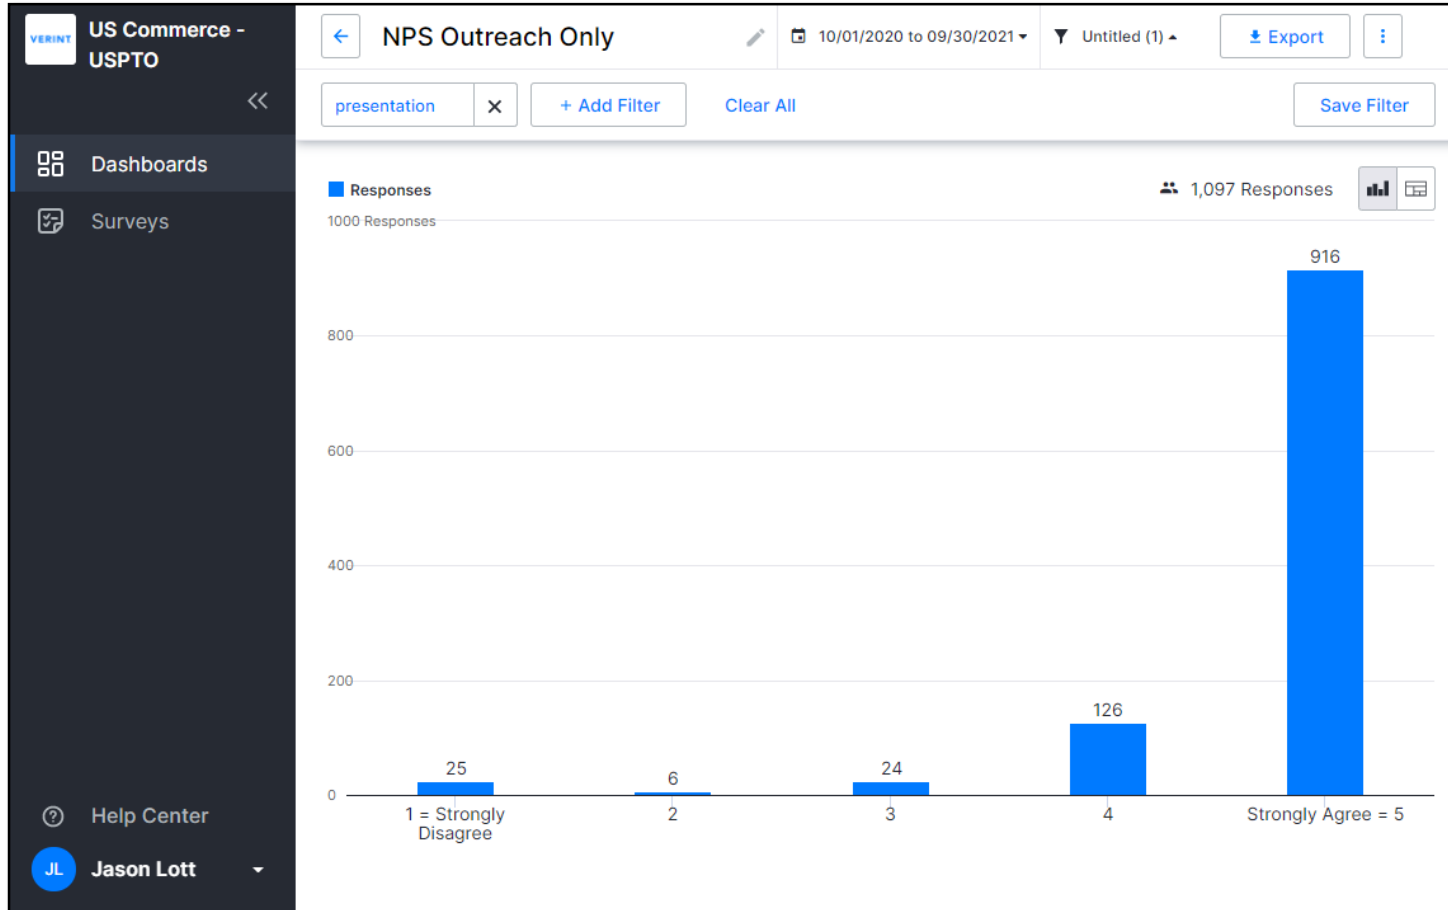 VERINT
US Commerce -
USPTO
Dashboards
Surveys
Help Center
JL
Jason Lott
NPS Outreach Only
10/01/2020 to 09/30/2021
Untitled (1)
Export
presentation
+ Add Filter
Clear All
Save Filter
Responses
1,097 Responses
1000 Responses
800
600
400
200
0
25
6
24
126
916
1 = Strongly
Disagree
2
3
4
Strongly Agree = 5